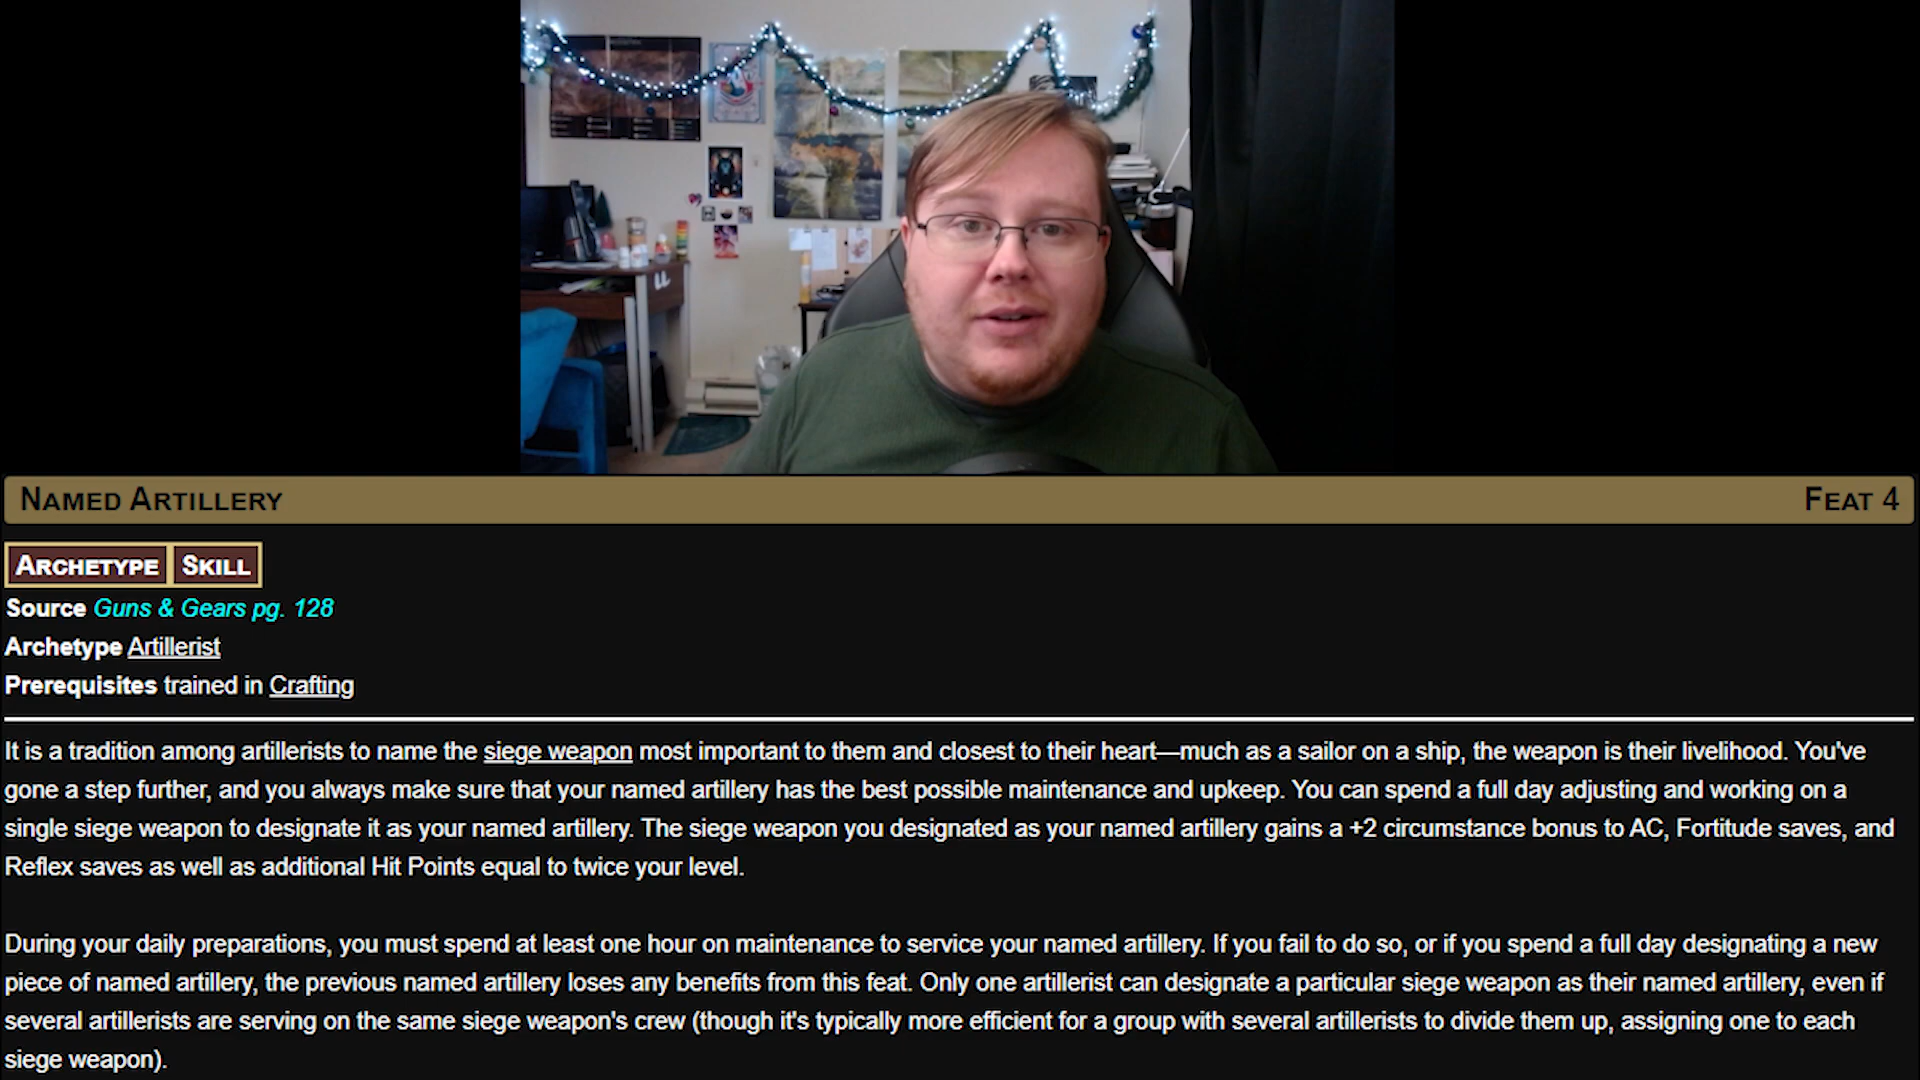 NAMED ARTILLERY FEAT 4
ARCHETYPE SKILL
Source Guns & Gears pg. 128
Archetype Artillerist
Prerequisites trained in Crafting
It is a tradition among artillerists to name the siege weapon most important to them and closest to their heart—much as a sailor on a ship, the weapon is their livelihood. You've
gone a step further, and you always make sure that your named artillery has the best possible maintenance and upkeep. You can spend a full day adjusting and working on a
single siege weapon to designate it as your named artillery. The siege weapon you designated as your named artillery gains a +2 circumstance bonus to AC, Fortitude saves, and
Reflex saves as well as additional Hit Points equal to twice your level.
During your daily preparations, you must spend at least one hour on maintenance to service your named artillery. If you fail to do so, or if you spend a full day designating a new
piece of named artillery, the previous named artillery loses any benefits from this feat. Only one artillerist can designate a particular siege weapon as their named artillery, even if
several artillerists are serving on the same siege weapon's crew (though it's typically more efficient for a group with several artillerists to divide them up, assigning one to each
siege weapon).